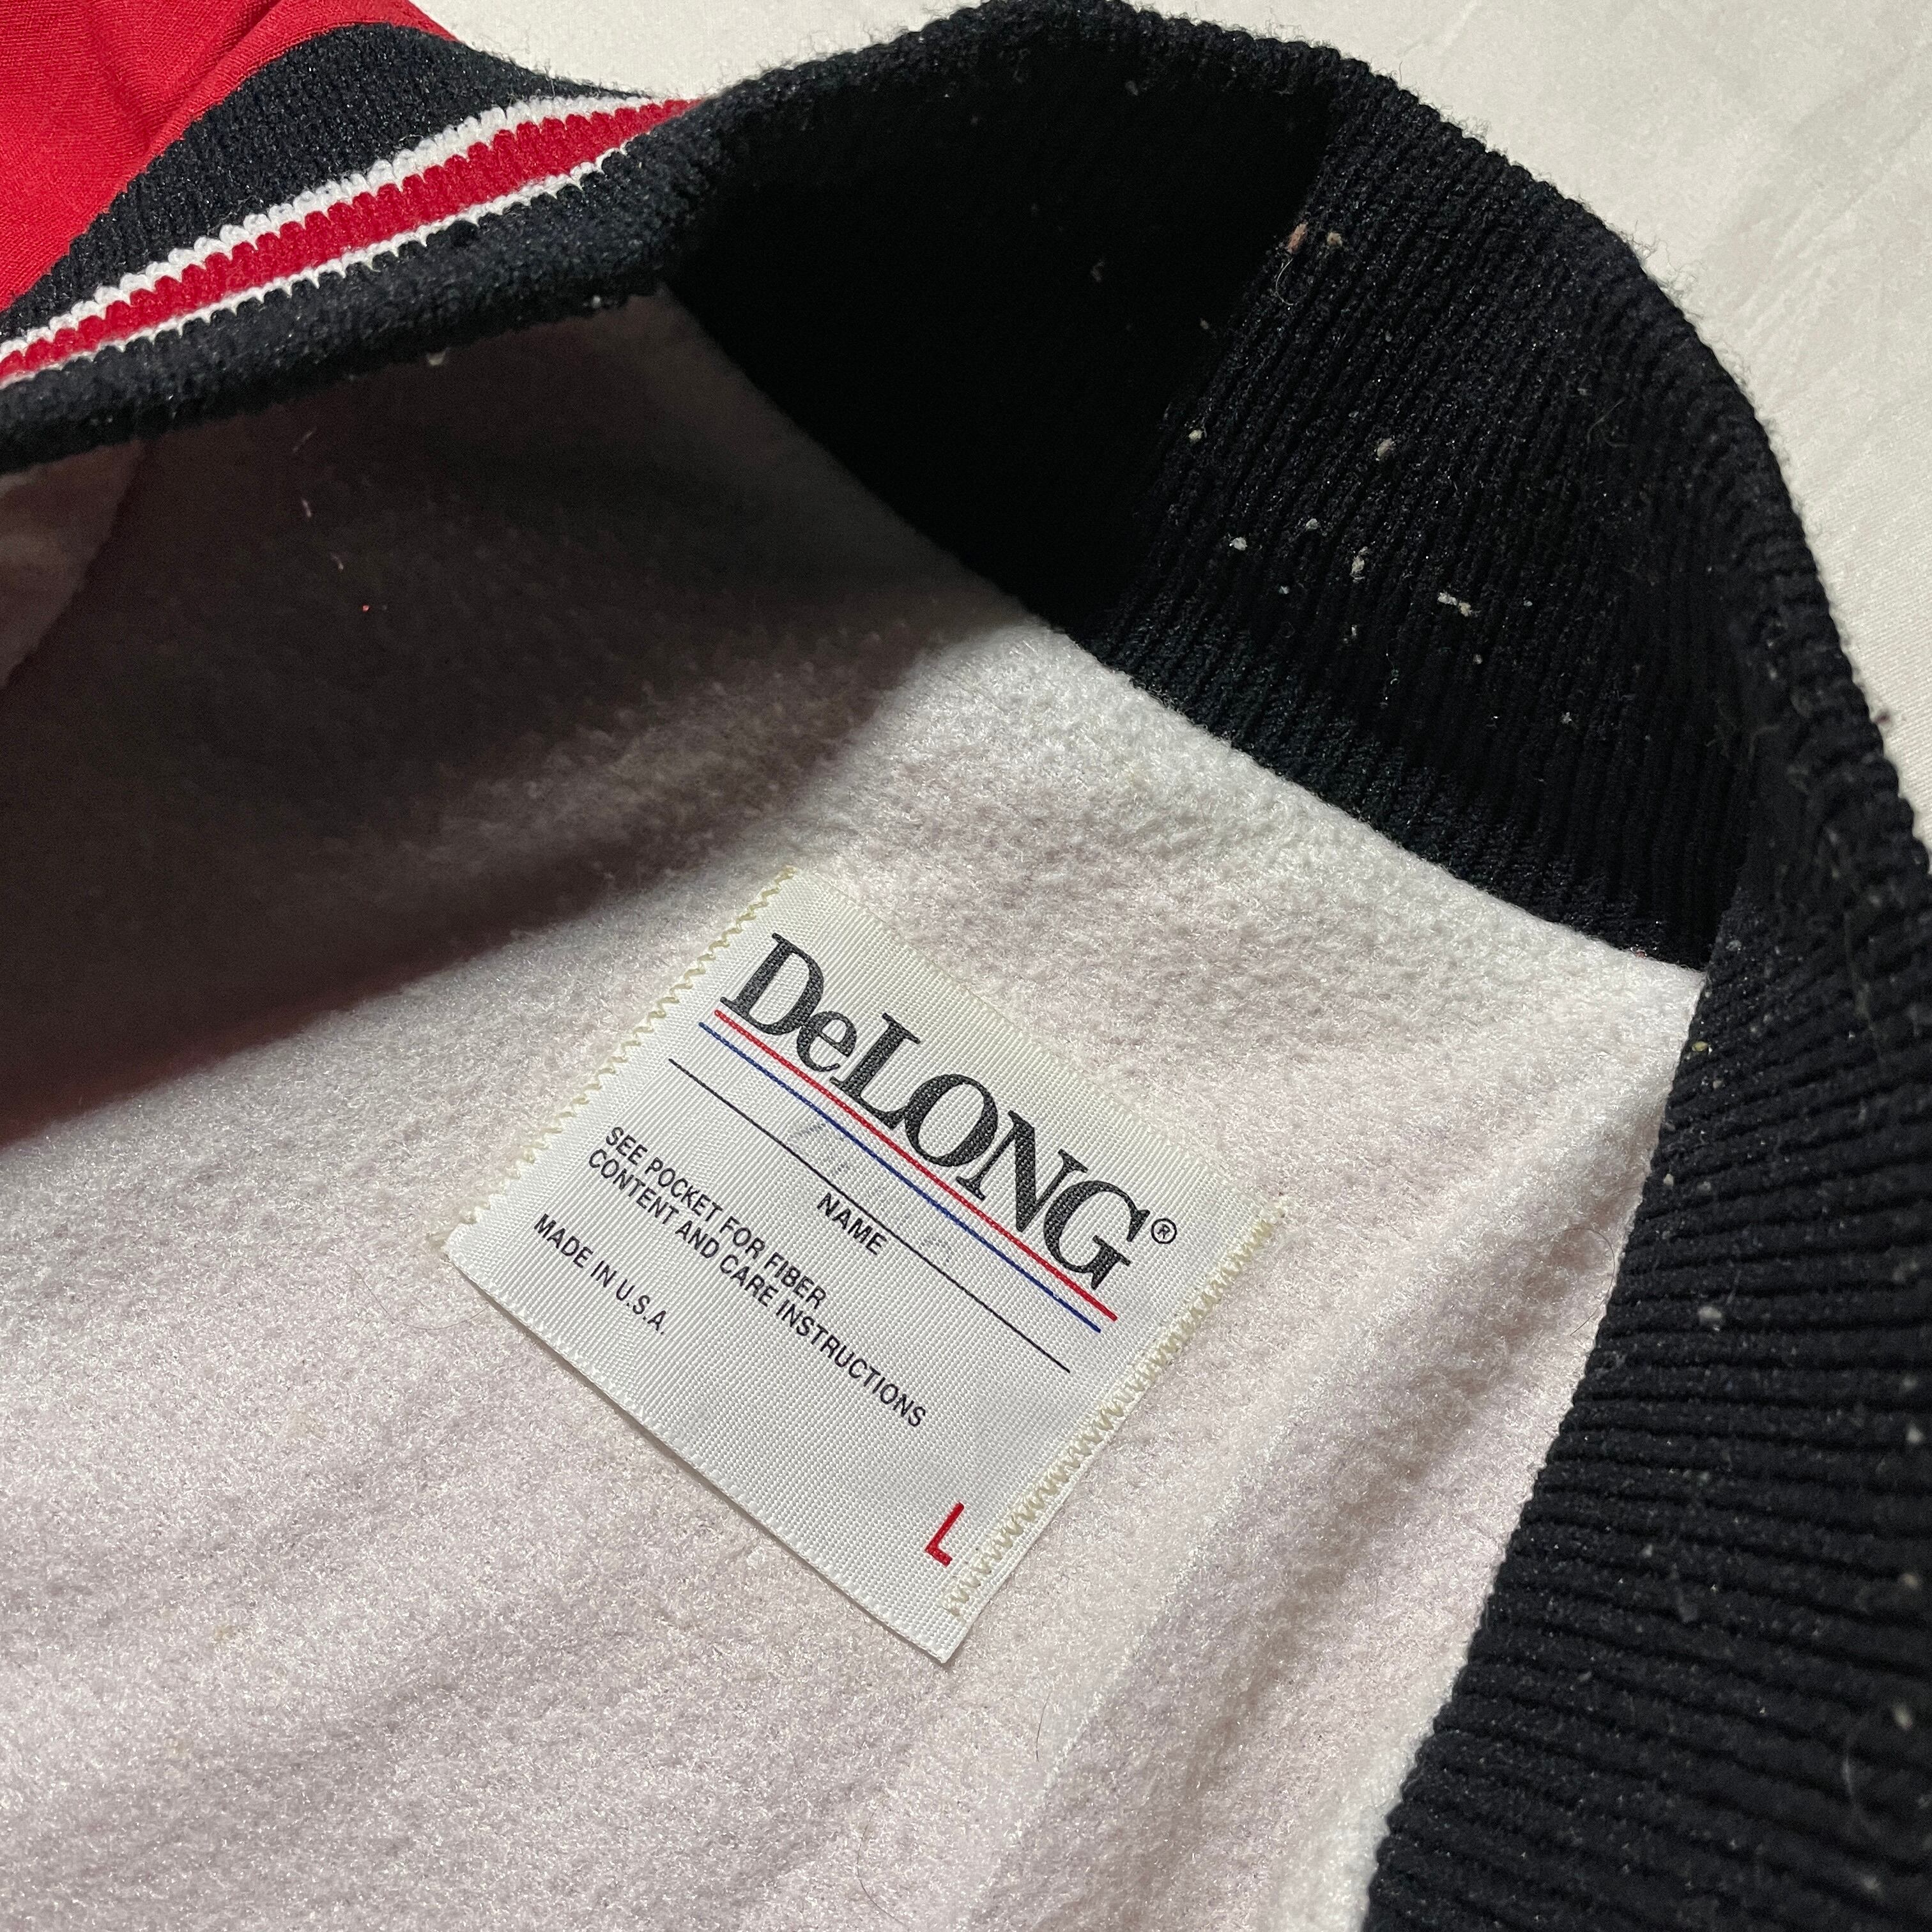 DeLONG®
NAME
SEE POCKET FOR FIBER
CONTENT AND CARE INSTRUCTIONS
MADE IN U.S.A.
L